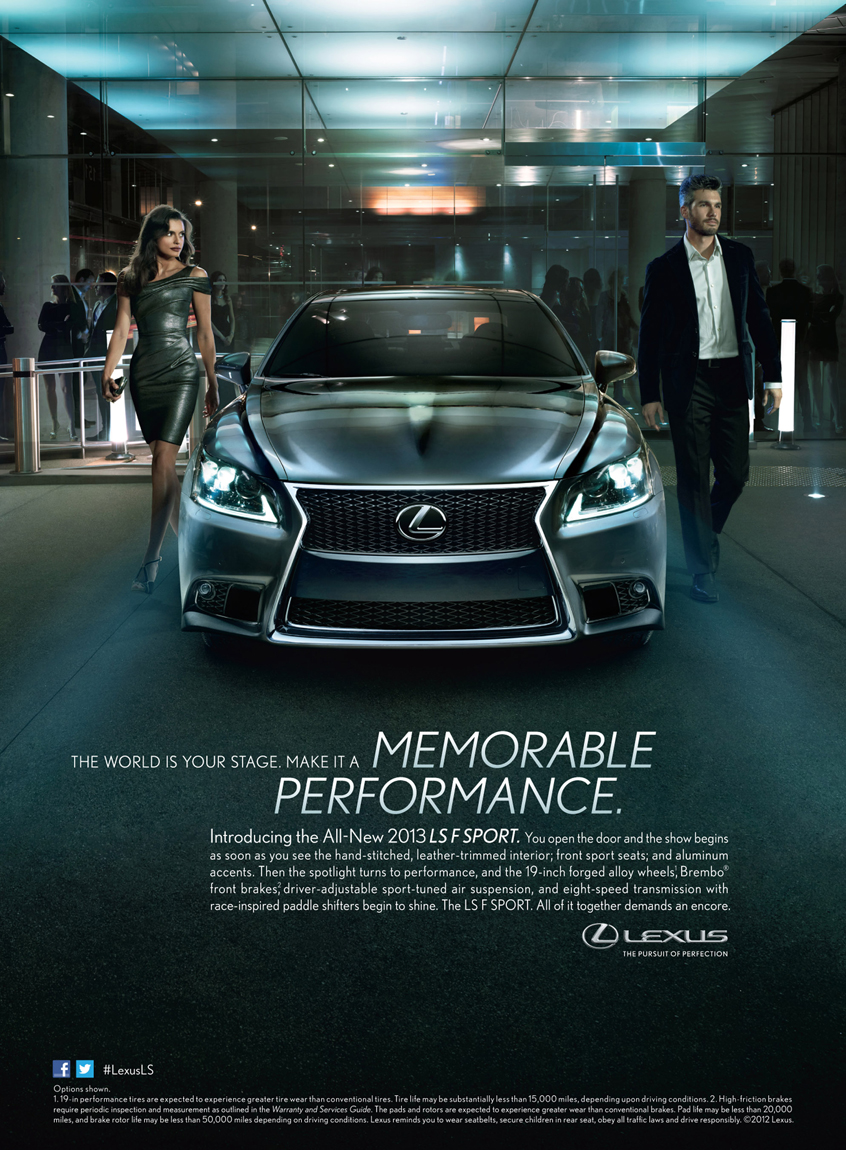 THE WORLD IS YOUR STAGE. MAKE IT A MEMORABLE
PERFORMANCE.
Introducing the All-New 2013 LS F SPORT. You open the door and the show begins
as soon as you see the hand-stitched, leather-trimmed interior; front sport seats; and aluminum
accents. Then the spotlight turns to performance, and the 19-inch forged alloy wheels,¹ Brembo®
front brakes,² driver-adjustable sport-tuned air suspension, and eight-speed transmission with
race-inspired paddle shifters begin to shine. The LS F SPORT. All of it together demands an encore.
LEXUS
THE PURSUIT OF PERFECTION
f #LexusLS
Options shown.
1. 19-in performance tires are expected to experience greater tire wear than conventional tires. Tire life may be substantially less than 15,000 miles, depending upon driving conditions. 2. High-friction brakes
require periodic inspection and measurement as outlined in the Warranty and Services Guide. The pads and rotors are expected to experience greater wear than conventional brakes. Pad life may be less than 20,000
miles, and brake rotor life may be less than 50,000 miles depending on driving conditions. Lexus reminds you to wear seatbelts, secure children in rear seat, obey all traffic laws and drive responsibly. ©2012 Lexus.